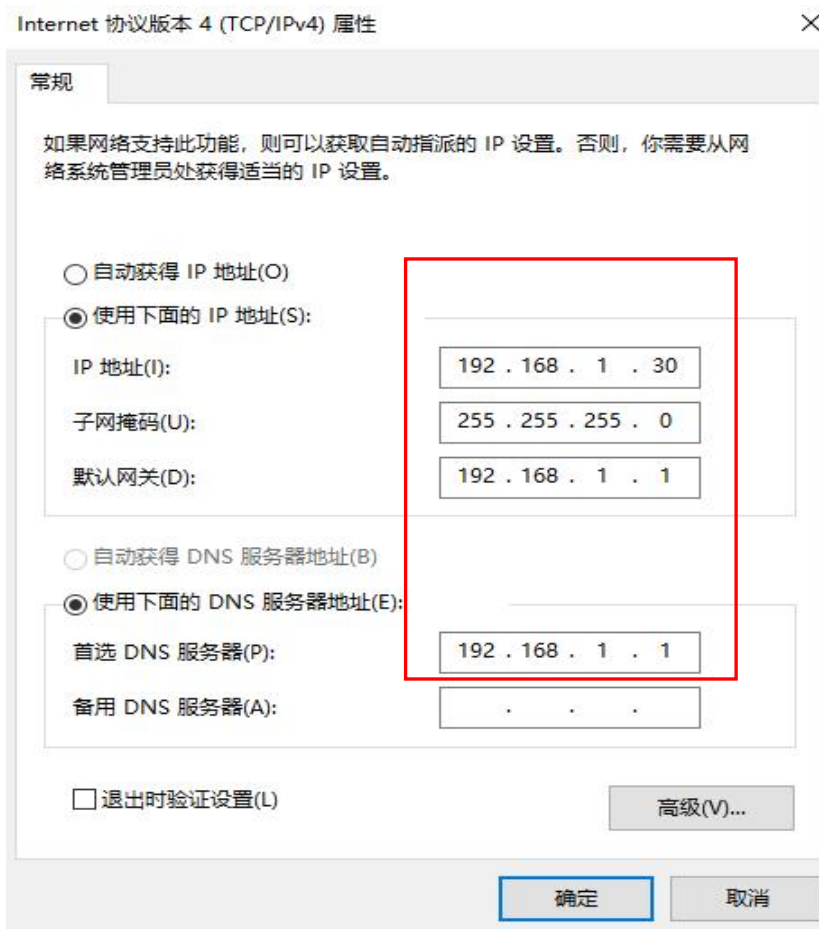 Internet 协议版本 4 (TCP/IPv4) 属性
常规
如果网络支持此功能，则可以获取自动指派的 IP 设置。否则，你需要从网
络系统管理员处获得适当的 IP 设置。
自动获得 IP 地址(O)
使用下面的 IP 地址(S):
IP 地址(I): 192 . 168 . 1 . 30
子网掩码(U): 255 . 255 . 255 . 0
默认网关(D): 192 . 168 . 1 . 1
自动获得 DNS 服务器地址(B)
使用下面的 DNS 服务器地址(E):
首选 DNS 服务器(P): 192 . 168 . 1 . 1
备用 DNS 服务器(A): . . .
退出时验证设置(L)
高级(V)...
确定 取消